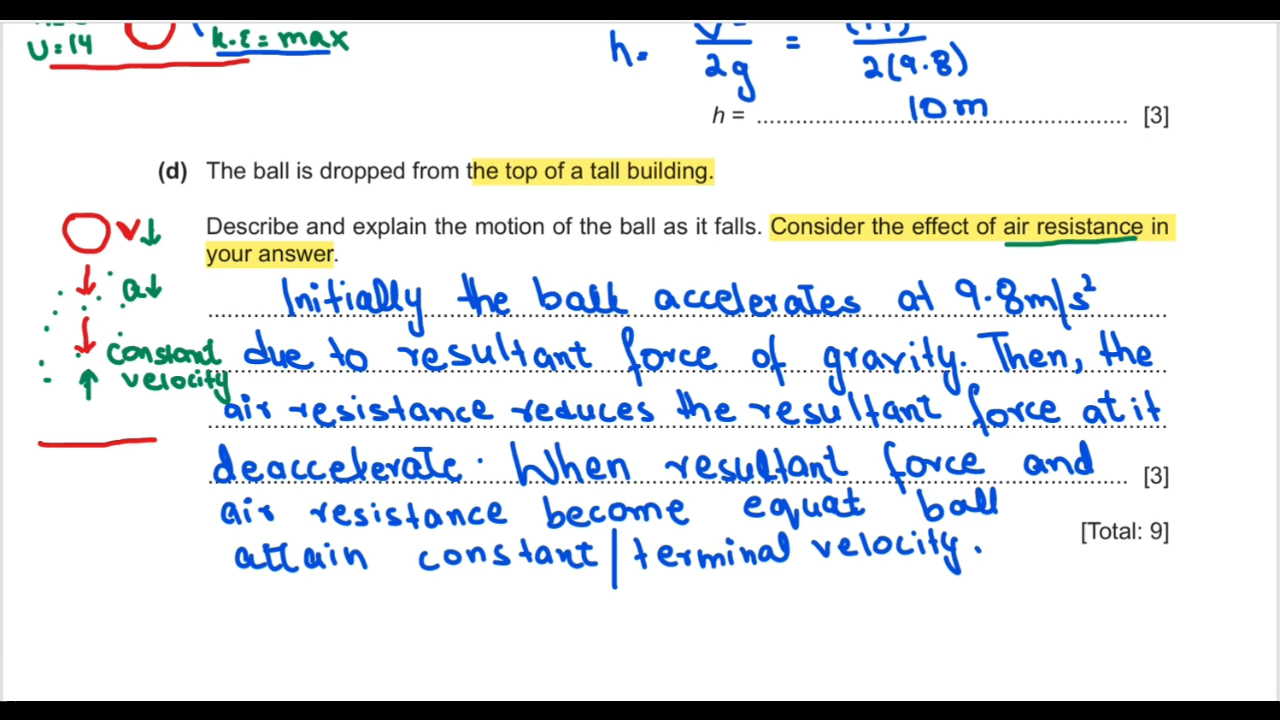 U=14 k.ε = max
h = v²/2g = /2(9.8)
h = 10m [3]
(d) The ball is dropped from the top of a tall building.
Describe and explain the motion of the ball as it falls. Consider the effect of air resistance in
your answer.
v↓
a↓
constant
velocity
Initially the ball accelerates at 9.8m/s²
due to resultant force of gravity. Then, the
air resistance reduces the resultant force at it
deaccelerate. When resultant force and [3]
air resistance become equat ball
attain constant/terminal velocity.
[Total: 9]